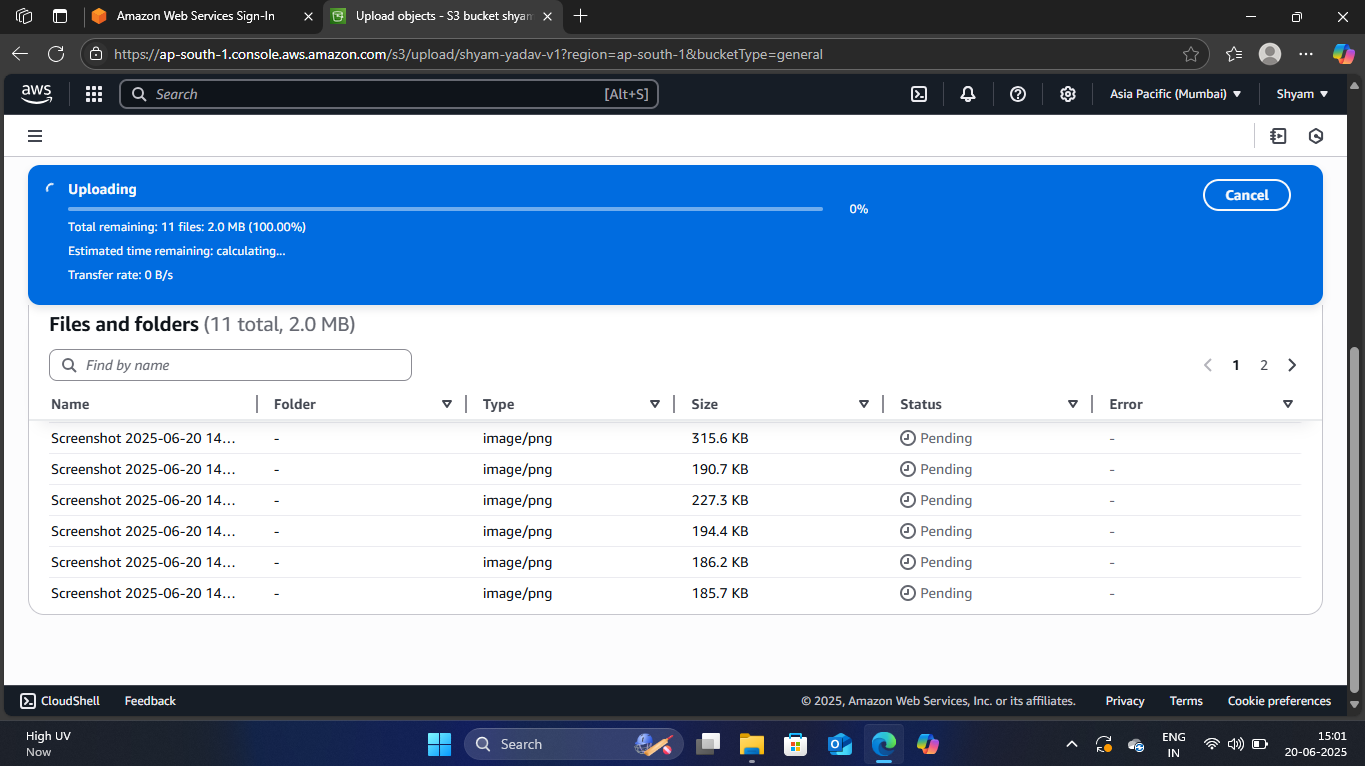 Amazon Web Services Sign-In
Upload objects - S3 bucket shyam
https://ap-south-1.console.aws.amazon.com/s3/upload/shyam-yadav-v1?region=ap-south-1&bucketType=general
aws
Search [Alt+S]
Asia Pacific (Mumbai)
Shyam
Uploading
0%
Cancel
Total remaining: 11 files: 2.0 MB (100.00%)
Estimated time remaining: calculating...
Transfer rate: 0 B/s
Files and folders (11 total, 2.0 MB)
Find by name
1 2
Name Folder Type Size Status Error
Screenshot 2025-06-20 14... - image/png 315.6 KB Pending -
Screenshot 2025-06-20 14... - image/png 190.7 KB Pending -
Screenshot 2025-06-20 14... - image/png 227.3 KB Pending -
Screenshot 2025-06-20 14... - image/png 194.4 KB Pending -
Screenshot 2025-06-20 14... - image/png 186.2 KB Pending -
Screenshot 2025-06-20 14... - image/png 185.7 KB Pending -
CloudShell Feedback © 2025, Amazon Web Services, Inc. or its affiliates. Privacy Terms Cookie preferences
High UV
Now
Search
ENG
IN
15:01
20-06-2025